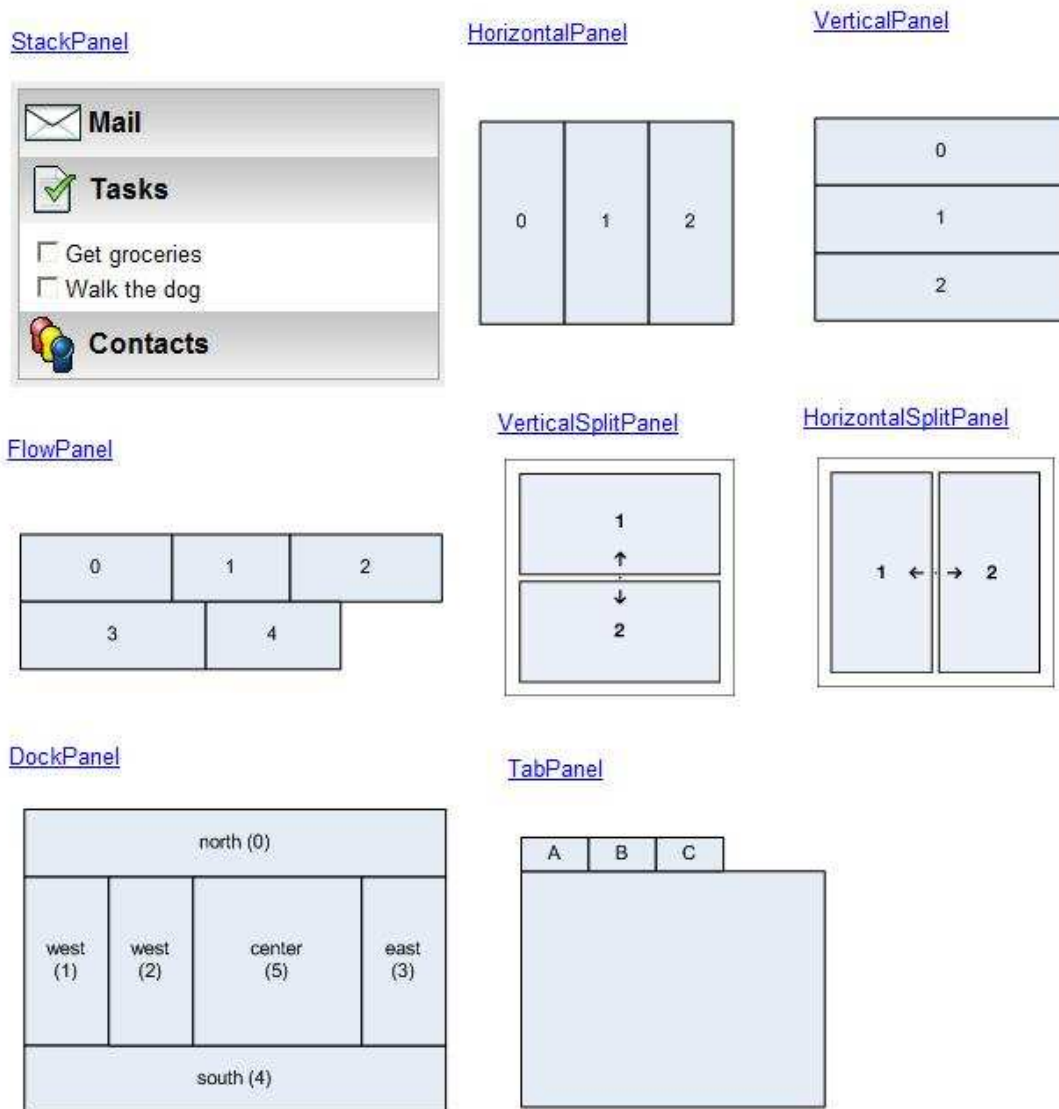 StackPanel
Mail
Tasks
Get groceries
Walk the dog
Contacts
HorizontalPanel
0 1 2
VerticalPanel
0
1
2
FlowPanel
0 1 2
3 4
VerticalSplitPanel
1
2
HorizontalSplitPanel
1 2
DockPanel
north (0)
west (1)
west (2)
center (5)
east (3)
south (4)
TabPanel
A B C